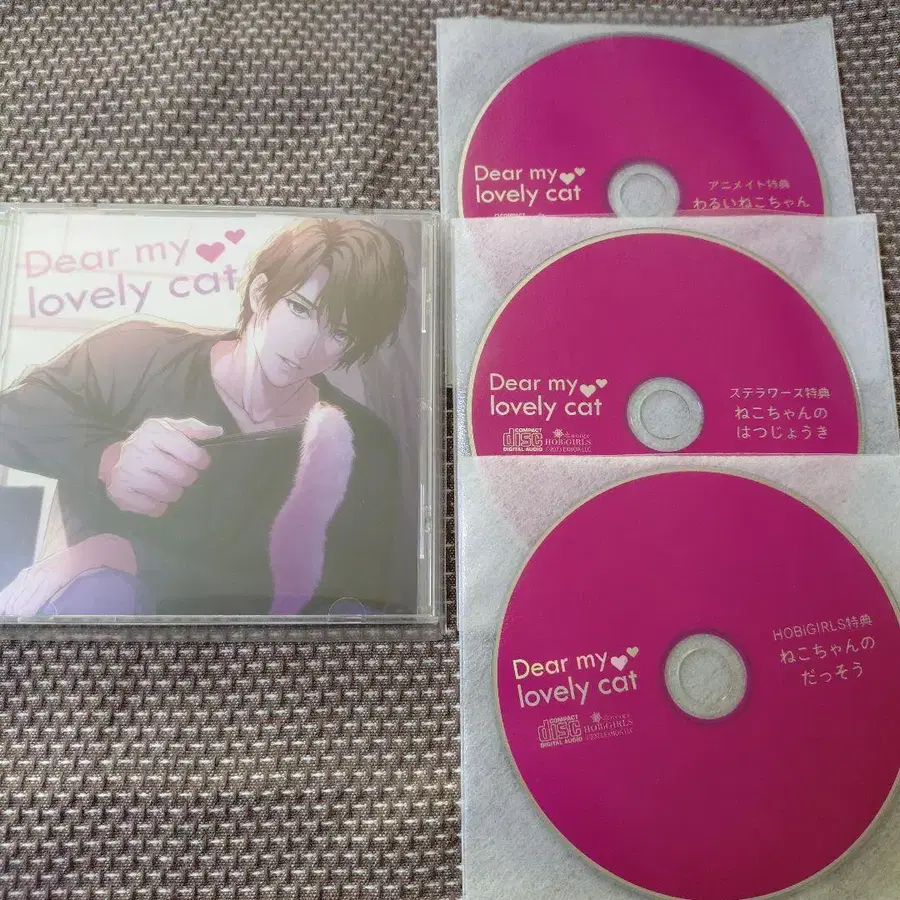 Dear my
lovely cat
Dear my
lovely cat
アニメイト特典
わるいねこちゃん
Dear my
lovely cat
ステラワース特典
ねこちゃんの
はつじょうき
COMPACT
disc
DIGITAL AUDIO
HOBiGIRLS
Dear my
lovely cat
HOBiGIRLS特典
ねこちゃんの
だっそう
COMPACT
disc
DIGITAL AUDIO
HOBiGIRLS